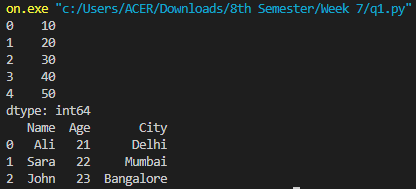 on.exe "c:/Users/ACER/Downloads/8th Semester/Week 7/q1.py"
0    10
1    20
2    30
3    40
4    50
dtype: int64
   Name  Age       City
0   Ali   21      Delhi
1  Sara   22     Mumbai
2  John   23  Bangalore